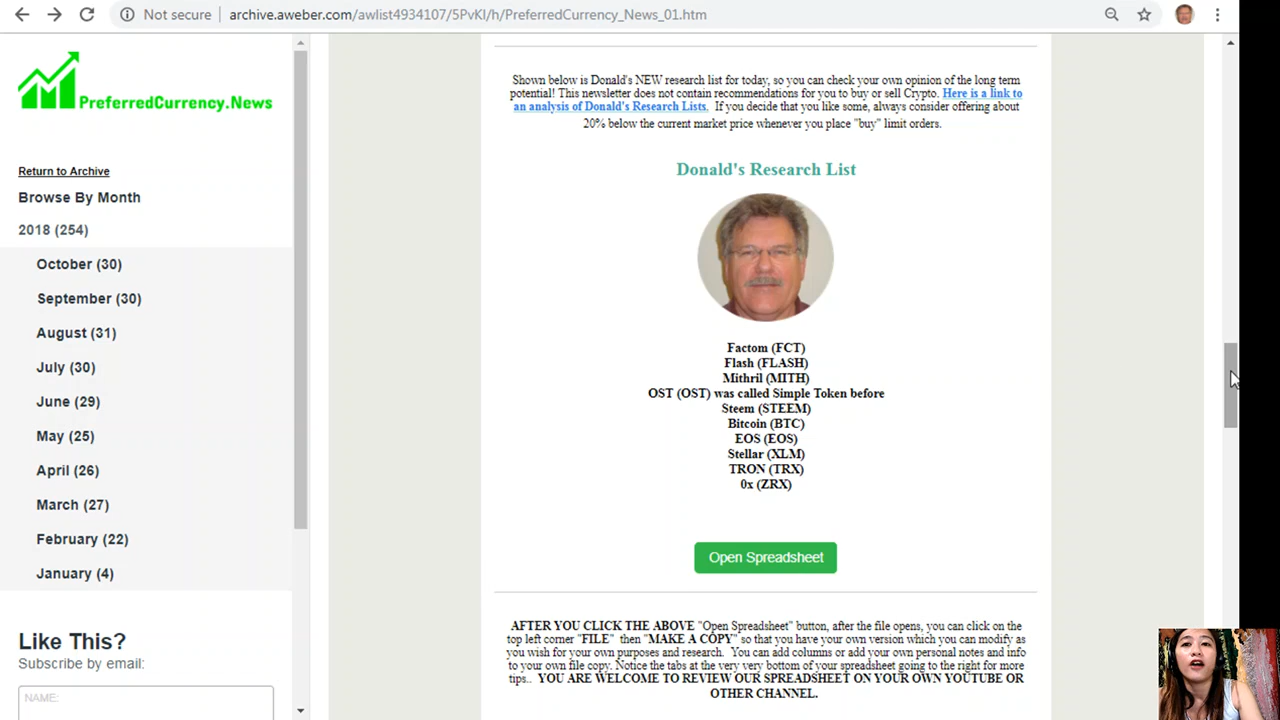 Not secure
archive.aweber.com/awlist4934107/5PvKI/h/PreferredCurrency_News_01.htm
PreferredCurrency.News
Return to Archive
Browse By Month
2018 (254)
October (30)
September (30)
August (31)
July (30)
June (29)
May (25)
April (26)
March (27)
February (22)
January (4)
Like This?
Subscribe by email:
NAME:
Shown below is Donald's NEW research list for today, so you can check your own opinion of the long term
potential! This newsletter does not contain recommendations for you to buy or sell Crypto. Here is a link to
an analysis of Donald's Research Lists. If you decide that you like some, always consider offering about
20% below the current market price whenever you place "buy" limit orders.
Donald's Research List
Factom (FCT)
Flash (FLASH)
Mithril (MITH)
OST (OST) was called Simple Token before
Steem (STEEM)
Bitcoin (BTC)
EOS (EOS)
Stellar (XLM)
TRON (TRX)
0x (ZRX)
Open Spreadsheet
AFTER YOU CLICK THE ABOVE "Open Spreadsheet" button, after the file opens, you can click on the
top left corner "FILE" then "MAKE A COPY" so that you have your own version which you can modify as
you wish for your own purposes and research. You can add columns or add your own personal notes and info
to your own file copy. Notice the tabs at the very very bottom of your spreadsheet going to the right for more
tips.. YOU ARE WELCOME TO REVIEW OUR SPREADSHEET ON YOUR OWN YOUTUBE OR
OTHER CHANNEL.